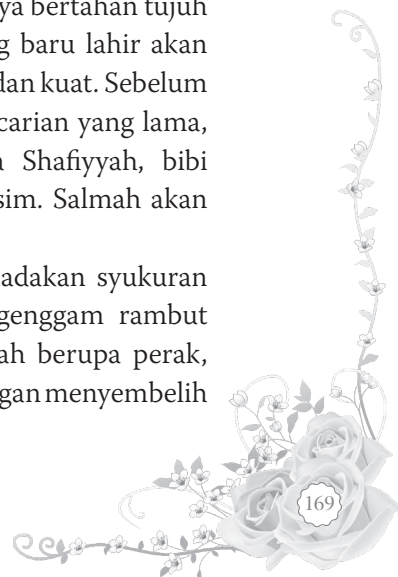 ya bertahan tujuh
g baru lahir akan
dan kuat. Sebelum
carian yang lama,
Shafiyyah, bibi
sim. Salmah akan
adakan syukuran
genggam rambut
ah berupa perak,
gan menyembelih
169